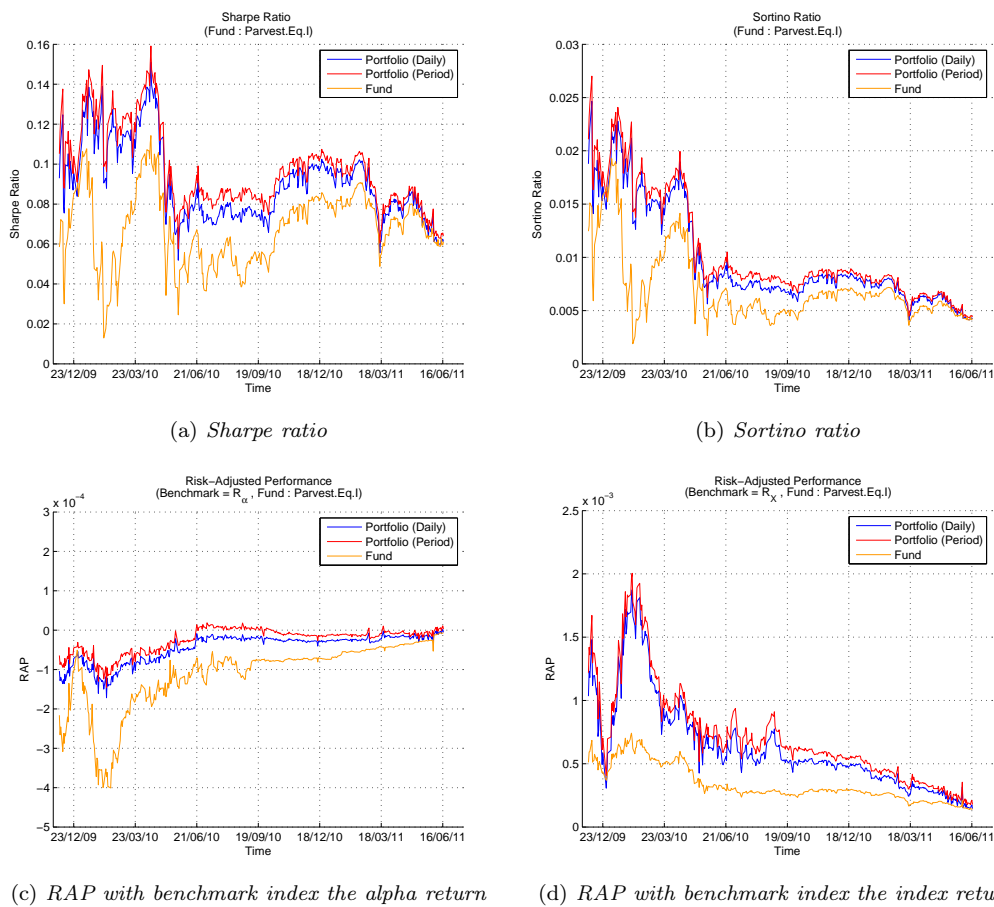 Sharpe Ratio
(Fund : Parvest.Eq.I)
0.16
0.14
0.12
0.1
0.08
0.06
0.04
0.02
0
Sharpe Ratio
Portfolio (Daily)
Portfolio (Period)
Fund
23/12/09 23/03/10 21/06/10 19/09/10 18/12/10 18/03/11 16/06/11
Time
(a) Sharpe ratio
Sortino Ratio
(Fund : Parvest.Eq.I)
0.03
0.025
0.02
0.015
0.01
0.005
0
Sortino Ratio
Portfolio (Daily)
Portfolio (Period)
Fund
23/12/09 23/03/10 21/06/10 19/09/10 18/12/10 18/03/11 16/06/11
Time
(b) Sortino ratio
Risk−Adjusted Performance
(Benchmark = Rα , Fund : Parvest.Eq.I)
x 10−4
3
2
1
0
−1
−2
−3
−4
−5
RAP
Portfolio (Daily)
Portfolio (Period)
Fund
23/12/09 23/03/10 21/06/10 19/09/10 18/12/10 18/03/11 16/06/11
Time
(c) RAP with benchmark index the alpha return
Risk−Adjusted Performance
(Benchmark = RX , Fund : Parvest.Eq.I)
x 10−3
2.5
2
1.5
1
0.5
0
RAP
Portfolio (Daily)
Portfolio (Period)
Fund
23/12/09 23/03/10 21/06/10 19/09/10 18/12/10 18/03/11 16/06/11
Time
(d) RAP with benchmark index the index retu